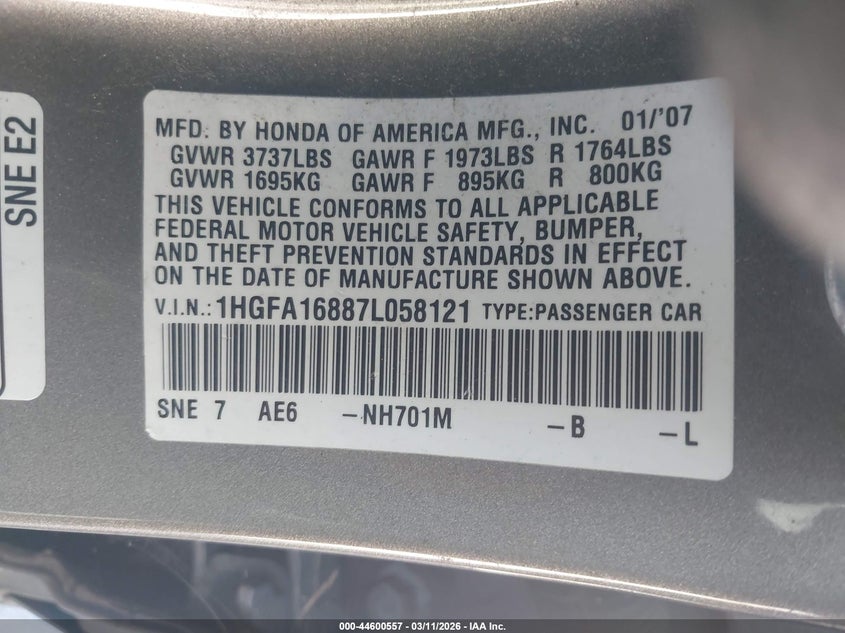 SNE E2
MFD. BY HONDA OF AMERICA MFG., INC. 01/'07
GVWR 3737LBS GAWR F 1973LBS R 1764LBS
GVWR 1695KG GAWR F 895KG R 800KG
THIS VEHICLE CONFORMS TO ALL APPLICABLE
FEDERAL MOTOR VEHICLE SAFETY, BUMPER,
AND THEFT PREVENTION STANDARDS IN EFFECT
ON THE DATE OF MANUFACTURE SHOWN ABOVE.
V.I.N.: 1HGFA16887L058121 TYPE:PASSENGER CAR
SNE 7 AE6 –NH701M –B –L
000-44600557 - 03/11/2026 - IAA Inc.